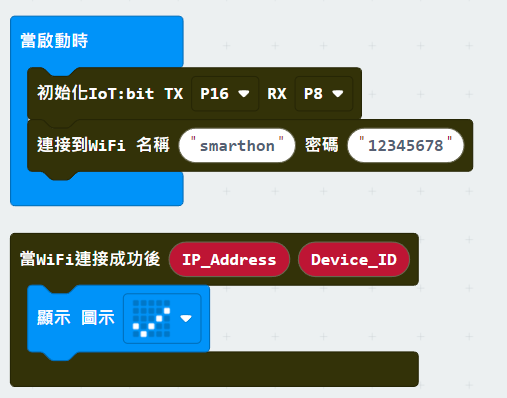 當啟動時
初始化IoT:bit TX P16 RX P8
連接到WiFi 名稱 "smarthon" 密碼 "12345678"
當WiFi連接成功後 IP_Address Device_ID
顯示 圖示